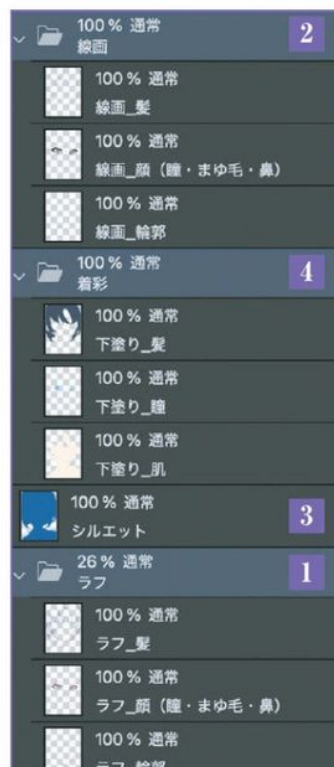 100 % 通常
線画
2
100 % 通常
線画_髪
100 % 通常
線画_顔（瞳・まゆ毛・鼻）
100 % 通常
線画_輪郭
100 % 通常
着彩
4
100 % 通常
下塗り_髪
100 % 通常
下塗り_瞳
100 % 通常
下塗り_肌
100 % 通常
シルエット
3
26 % 通常
ラフ
1
100 % 通常
ラフ_髪
100 % 通常
ラフ_顔（瞳・まゆ毛・鼻）
100 % 通常
ラフ_輪郭